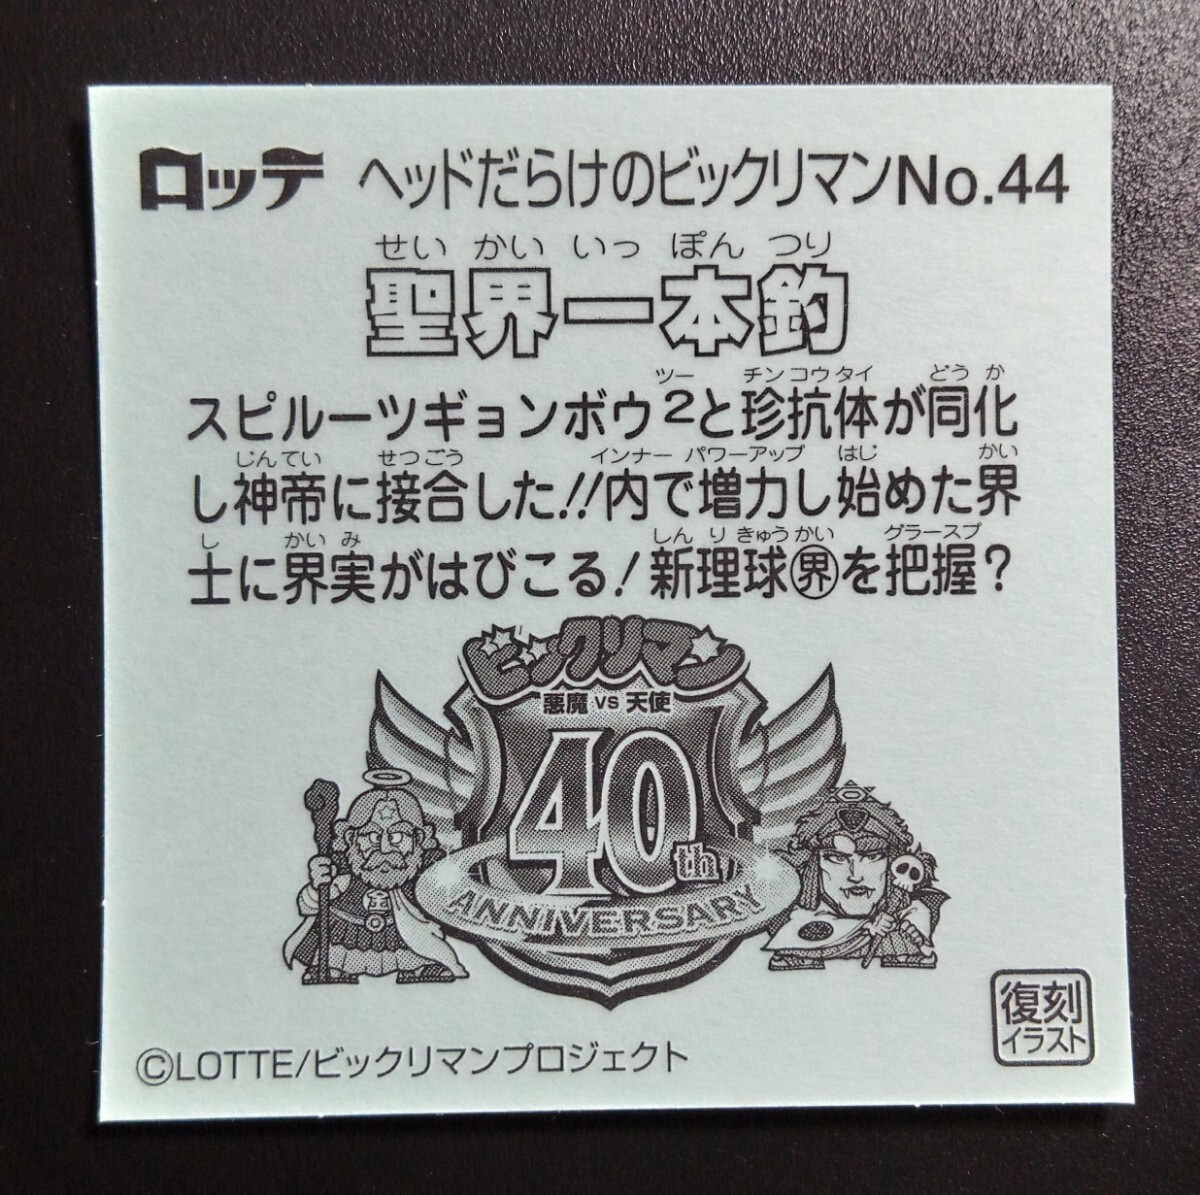 ロッテ ヘッドだらけのビックリマンNo.44
せい かい いっ ぽん つり
聖界一本釣
ツー チンコウタイ どうか
スピルーツギョンボウ2と珍抗体が同化
じんてい せつごう インナー パワーアップ はじ かい
し神帝に接合した!!内で増力し始めた界
し かいみ しんりきゅうかい グラースプ
士に界実がはびこる!新理球㊩を把握?
ビックリマン
悪魔 VS 天使
40th
ANNIVERSARY
復刻
イラスト
©LOTTE/ビックリマンプロジェクト